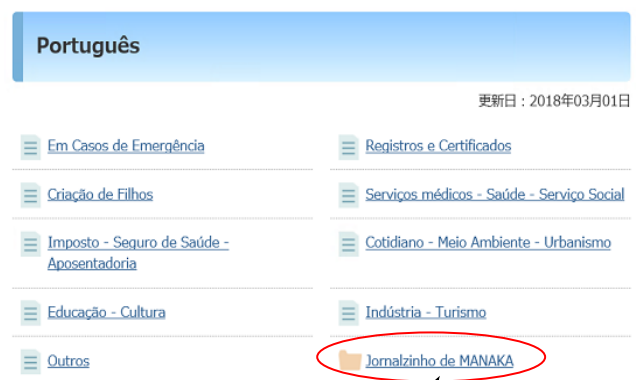 Português
更新日：2018年03月01日
Em Casos de Emergência
Registros e Certificados
Criação de Filhos
Serviços médicos - Saúde - Serviço Social
Imposto - Seguro de Saúde -
Aposentadoria
Cotidiano - Meio Ambiente - Urbanismo
Educação - Cultura
Indústria - Turismo
Outros
Jornalzinho de MANAKA